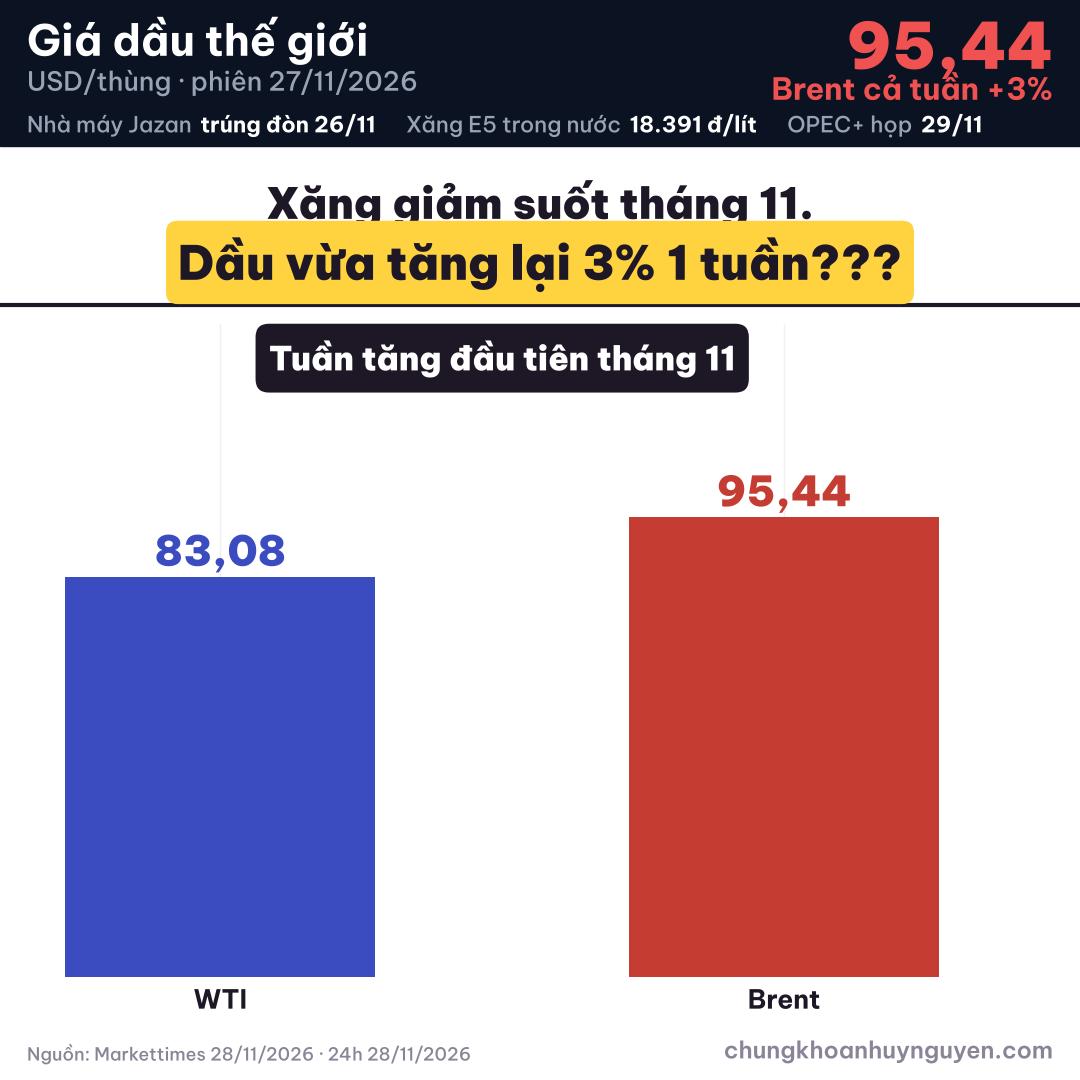 Giá dầu thế giới
USD/thùng · phiên 27/11/2026
95,44
Brent cả tuần +3%
Nhà máy Jazan trúng đòn 26/11 Xăng E5 trong nước 18.391 đ/lít OPEC+ họp 29/11
Xăng giảm suốt tháng 11.
Dầu vừa tăng lại 3% 1 tuần???
Tuần tăng đầu tiên tháng 11
83,08
95,44
WTI
Brent
Nguồn: Markettimes 28/11/2026 · 24h 28/11/2026
chungkhoanhuynguyen.com